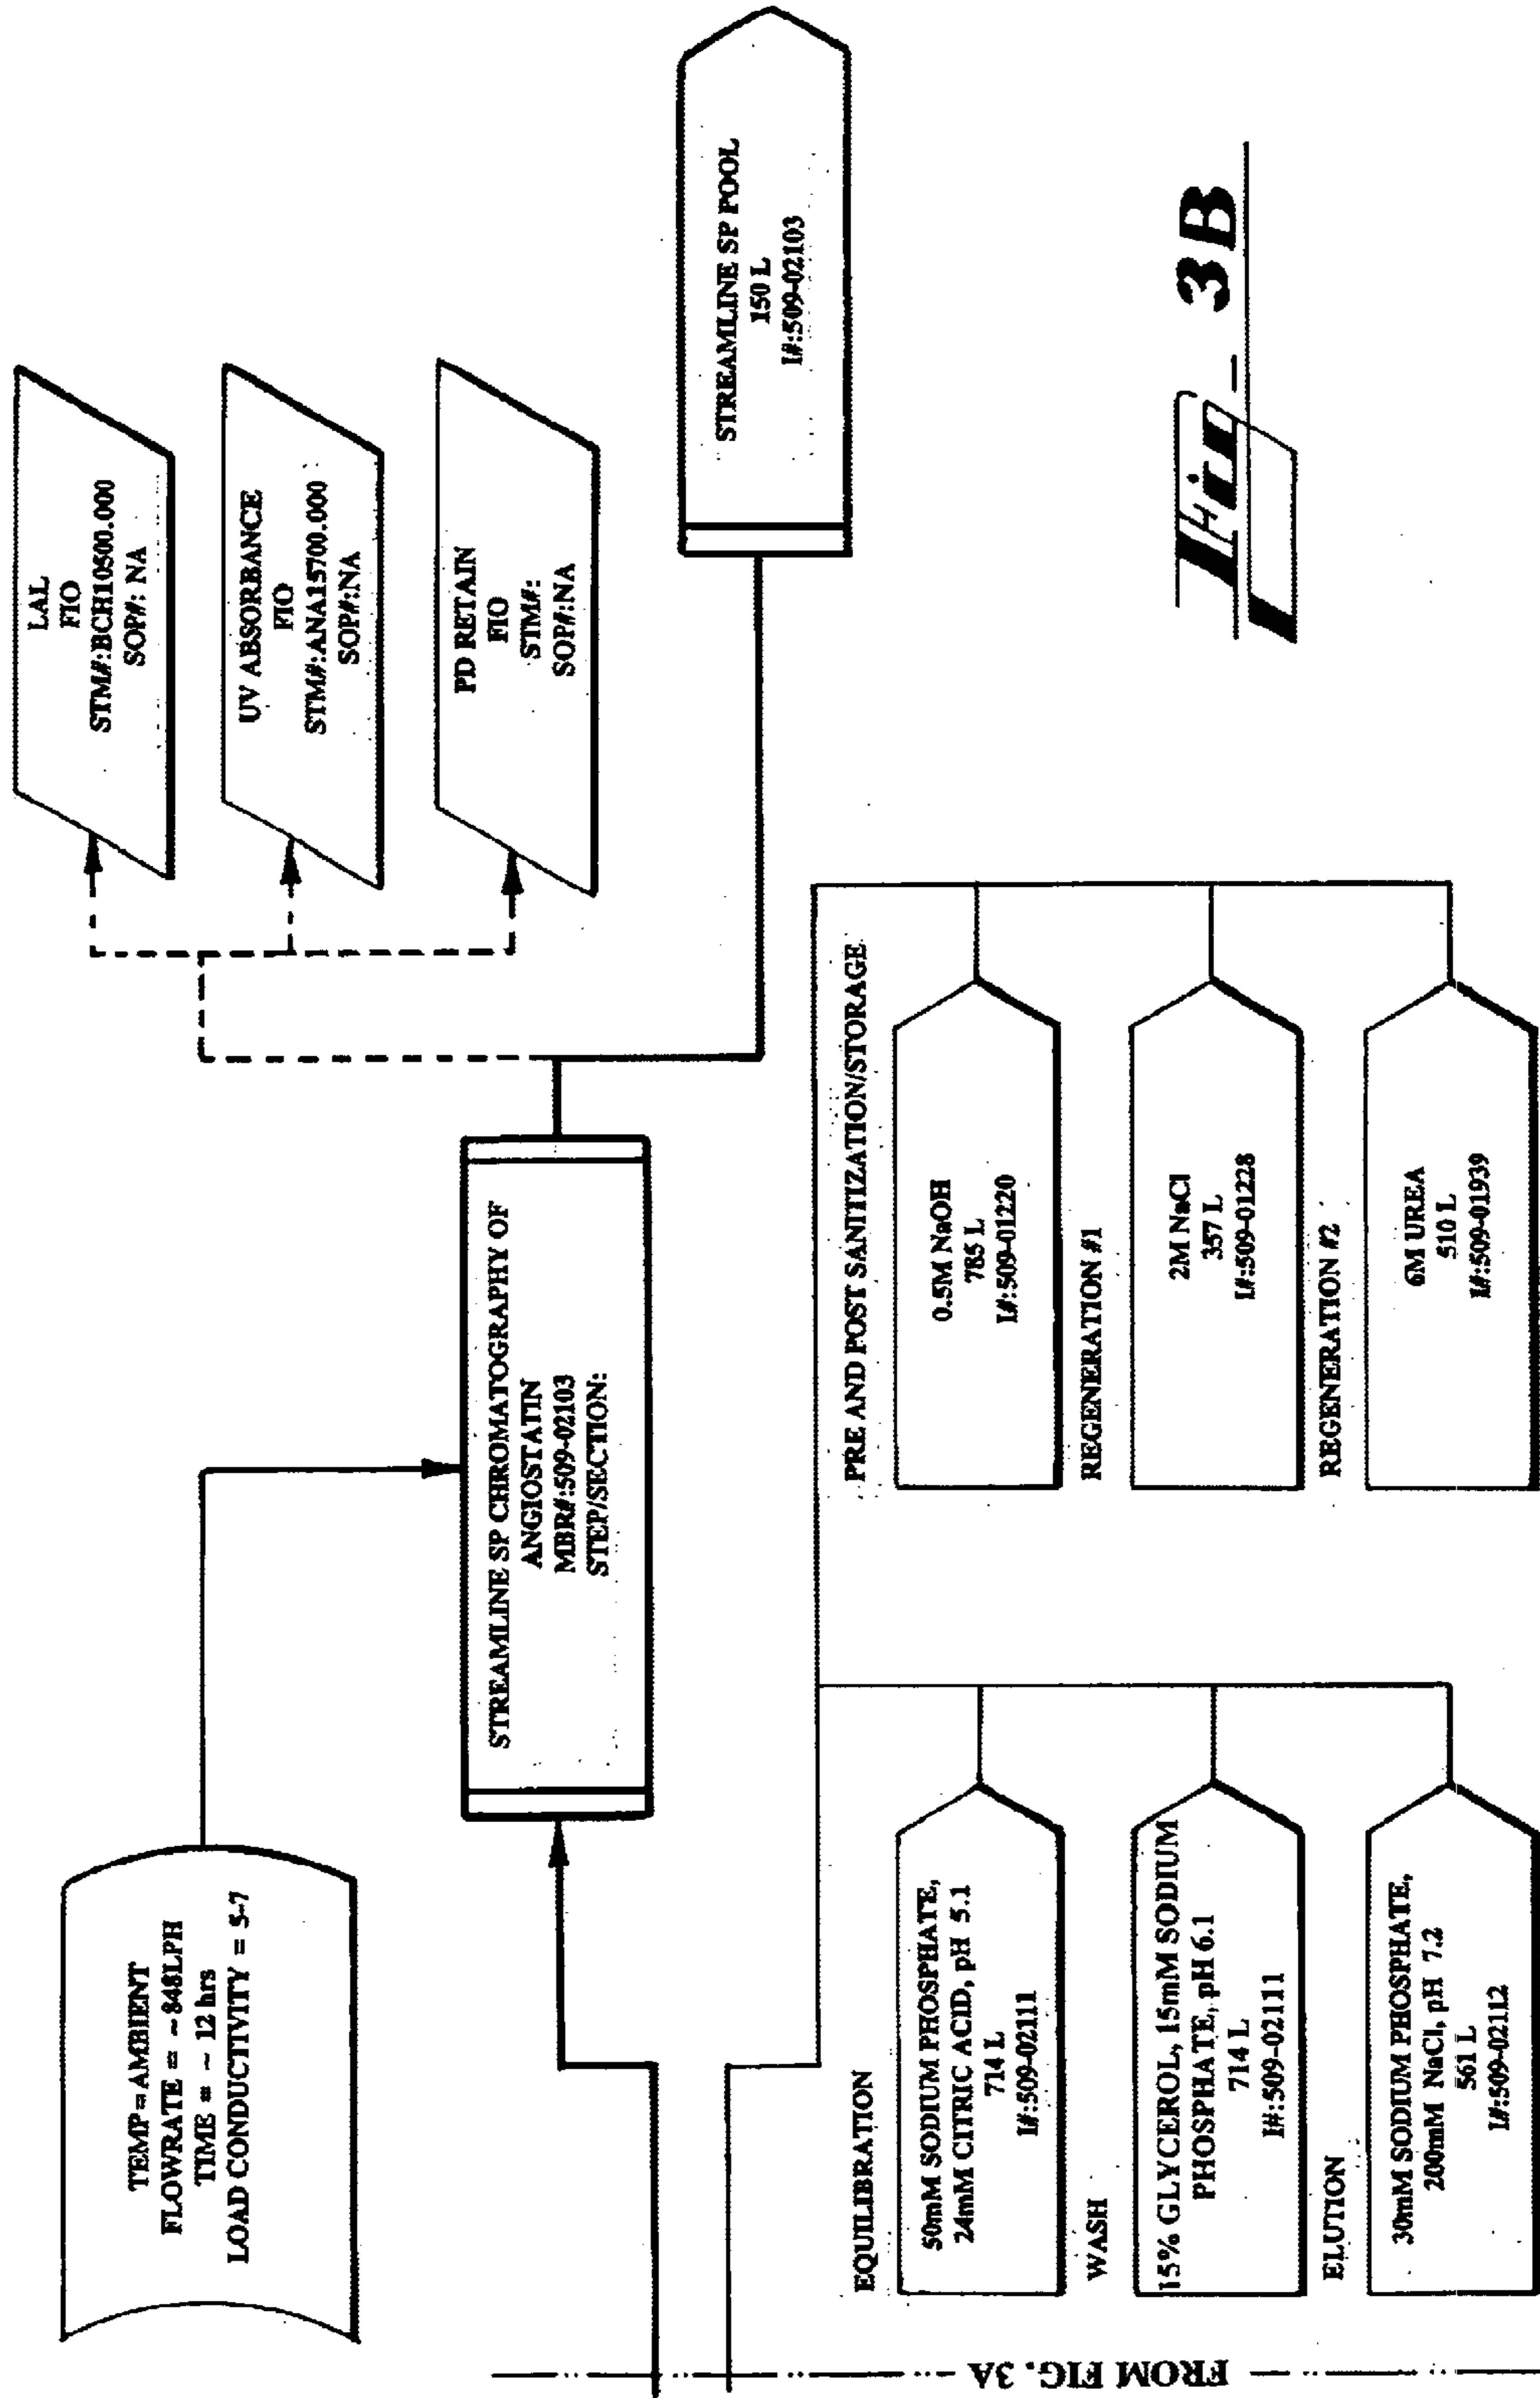 TEMP=AMBIENT
FLOWRATE = ~848LPH
TIME = ~ 12 hrs
LOAD CONDUCTIVITY = 5-7
STREAMLINE SP CHROMATOGRAPHY OF
ANGIOSTATIN
MBR#:509-02103
STEP/SECTION:
LAL
FIO
STM#:BCH10500.000
SOP#: NA
UV ABSORBANCE
FIO
STM#:ANA15700.000
SOP#:NA
PD RETAIN
FIO
STM#:
SOP#:NA
STREAMLINE SP POOL
150 L
I#:509-02103
FROM FIG. 3A
EQUILIBRATION
50mM SODIUM PHOSPHATE,
24mM CITRIC ACID, pH 5.1
714 L
I#:509-02111
WASH
15% GLYCEROL, 15mM SODIUM
PHOSPHATE, pH 6.1
714 L
I#:509-02111
ELUTION
30mM SODIUM PHOSPHATE,
200mM NaCl, pH 7.2
561 L
I#:509-02112
PRE AND POST SANITIZATION/STORAGE
0.5M NaOH
785 L
I#:509-01220
REGENERATION #1
2M NaCl
357 L
I#:509-01228
REGENERATION #2
6M UREA
510 L
I#:509-01939
Fig. 3B